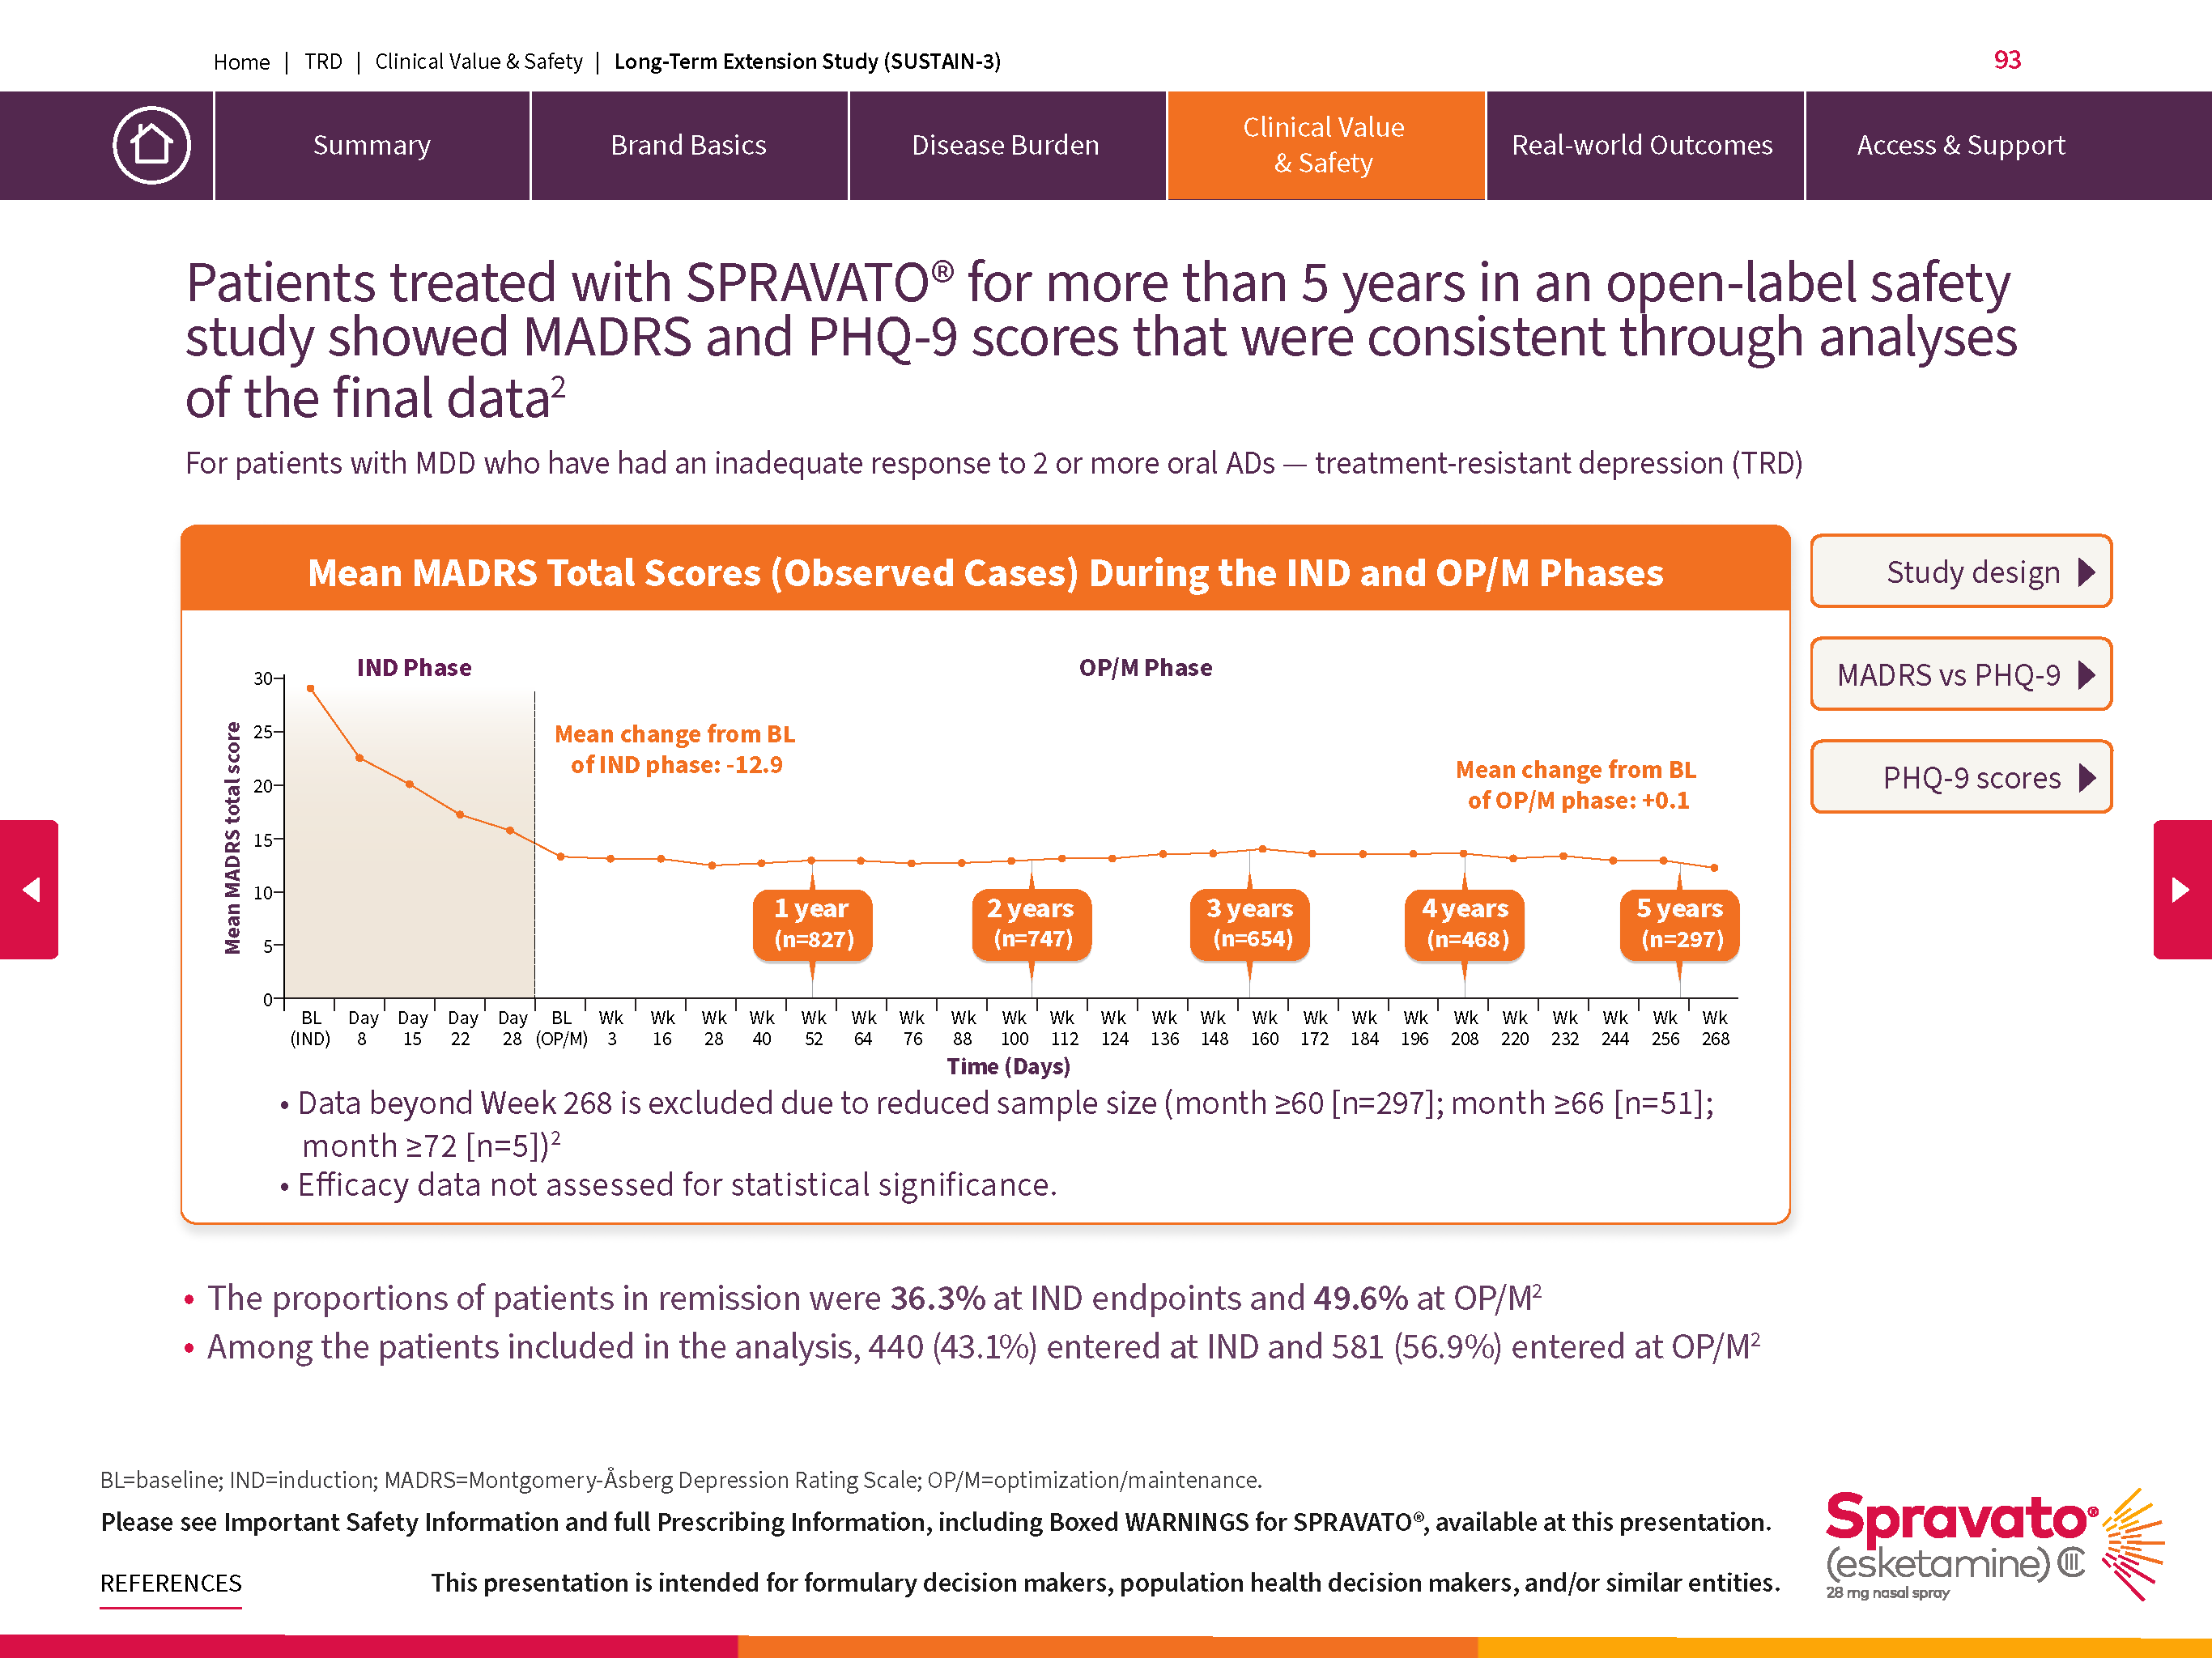 Home | TRD | Clinical Value & Safety | Long-Term Extension Study (SUSTAIN-3)
93
Summary
Brand Basics
Disease Burden
Clinical Value
& Safety
Real-world Outcomes
Access & Support
Patients treated with SPRAVATO® for more than 5 years in an open-label safety
study showed MADRS and PHQ-9 scores that were consistent through analyses
of the final data²
For patients with MDD who have had an inadequate response to 2 or more oral ADs — treatment-resistant depression (TRD)
Mean MADRS Total Scores (Observed Cases) During the IND and OP/M Phases
Study design
MADRS vs PHQ-9
PHQ-9 scores
IND Phase
OP/M Phase
Mean MADRS total score
30
25
20
15
10
5
0
Mean change from BL
of IND phase: -12.9
Mean change from BL
of OP/M phase: +0.1
1 year
(n=827)
2 years
(n=747)
3 years
(n=654)
4 years
(n=468)
5 years
(n=297)
BL Day Day Day Day BL Wk Wk Wk Wk Wk Wk Wk Wk Wk Wk Wk Wk Wk Wk Wk Wk Wk Wk Wk Wk Wk Wk Wk
(IND) 8 15 22 28 (OP/M) 3 16 28 40 52 64 76 88 100 112 124 136 148 160 172 184 196 208 220 232 244 256 268
Time (Days)
• Data beyond Week 268 is excluded due to reduced sample size (month ≥60 [n=297]; month ≥66 [n=51];
month ≥72 [n=5])²
• Efficacy data not assessed for statistical significance.
• The proportions of patients in remission were 36.3% at IND endpoints and 49.6% at OP/M²
• Among the patients included in the analysis, 440 (43.1%) entered at IND and 581 (56.9%) entered at OP/M²
BL=baseline; IND=induction; MADRS=Montgomery-Åsberg Depression Rating Scale; OP/M=optimization/maintenance.
Please see Important Safety Information and full Prescribing Information, including Boxed WARNINGS for SPRAVATO®, available at this presentation.
REFERENCES
This presentation is intended for formulary decision makers, population health decision makers, and/or similar entities.
Spravato®
(esketamine) CIII
28 mg nasal spray